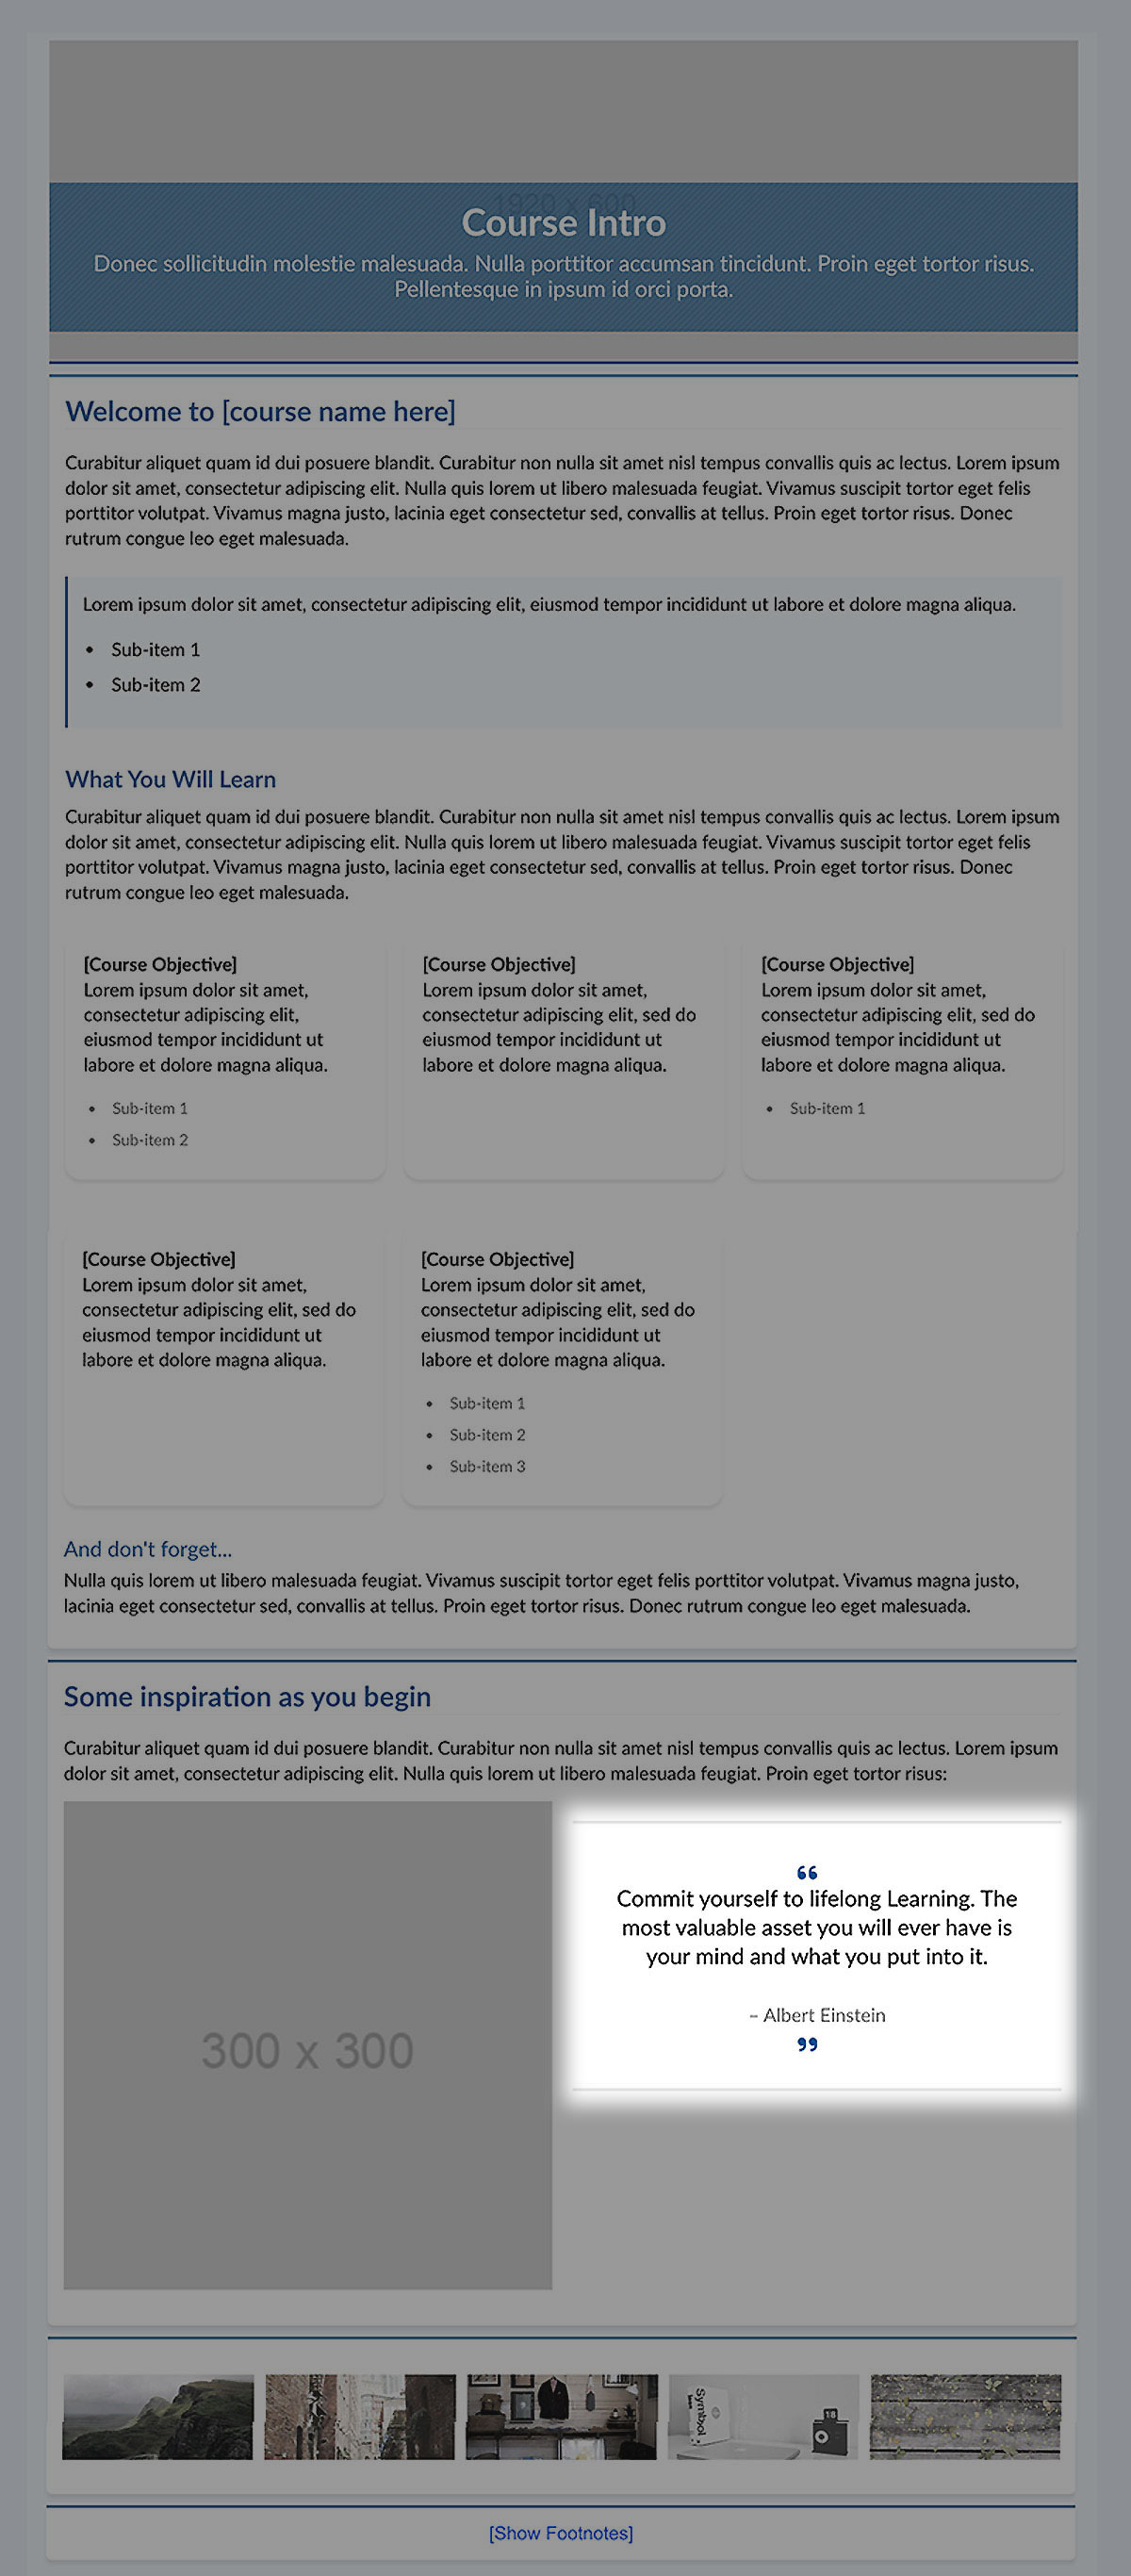 1920 x 600
Course Intro
Donec sollicitudin molestie malesuada. Nulla porttitor accumsan tincidunt. Proin eget tortor risus.
Pellentesque in ipsum id orci porta.
Welcome to [course name here]
Curabitur aliquet quam id dui posuere blandit. Curabitur non nulla sit amet nisl tempus convallis quis ac lectus. Lorem ipsum
dolor sit amet, consectetur adipiscing elit. Nulla quis lorem ut libero malesuada feugiat. Vivamus suscipit tortor eget felis
porttitor volutpat. Vivamus magna justo, lacinia eget consectetur sed, convallis at tellus. Proin eget tortor risus. Donec
rutrum congue leo eget malesuada.
Lorem ipsum dolor sit amet, consectetur adipiscing elit, eiusmod tempor incididunt ut labore et dolore magna aliqua.
• Sub-item 1
• Sub-item 2
What You Will Learn
Curabitur aliquet quam id dui posuere blandit. Curabitur non nulla sit amet nisl tempus convallis quis ac lectus. Lorem ipsum
dolor sit amet, consectetur adipiscing elit. Nulla quis lorem ut libero malesuada feugiat. Vivamus suscipit tortor eget felis
porttitor volutpat. Vivamus magna justo, lacinia eget consectetur sed, convallis at tellus. Proin eget tortor risus. Donec
rutrum congue leo eget malesuada.
[Course Objective]
Lorem ipsum dolor sit amet,
consectetur adipiscing elit,
eiusmod tempor incididunt ut
labore et dolore magna aliqua.
• Sub-item 1
• Sub-item 2
[Course Objective]
Lorem ipsum dolor sit amet,
consectetur adipiscing elit, sed do
eiusmod tempor incididunt ut
labore et dolore magna aliqua.
[Course Objective]
Lorem ipsum dolor sit amet,
consectetur adipiscing elit, sed do
eiusmod tempor incididunt ut
labore et dolore magna aliqua.
• Sub-item 1
[Course Objective]
Lorem ipsum dolor sit amet,
consectetur adipiscing elit, sed do
eiusmod tempor incididunt ut
labore et dolore magna aliqua.
[Course Objective]
Lorem ipsum dolor sit amet,
consectetur adipiscing elit, sed do
eiusmod tempor incididunt ut
labore et dolore magna aliqua.
• Sub-item 1
• Sub-item 2
• Sub-item 3
And don't forget...
Nulla quis lorem ut libero malesuada feugiat. Vivamus suscipit tortor eget felis porttitor volutpat. Vivamus magna justo,
lacinia eget consectetur sed, convallis at tellus. Proin eget tortor risus. Donec rutrum congue leo eget malesuada.
Some inspiration as you begin
Curabitur aliquet quam id dui posuere blandit. Curabitur non nulla sit amet nisl tempus convallis quis ac lectus. Lorem ipsum
dolor sit amet, consectetur adipiscing elit. Nulla quis lorem ut libero malesuada feugiat. Proin eget tortor risus:
300 x 300
“
Commit yourself to lifelong Learning. The
most valuable asset you will ever have is
your mind and what you put into it.
– Albert Einstein
”
Symbol
18
[Show Footnotes]